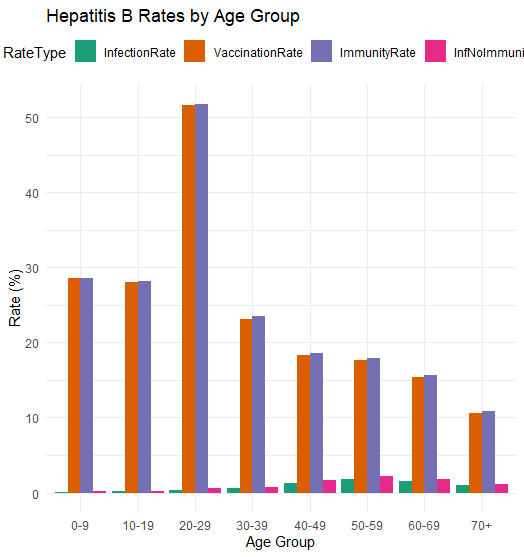 Hepatitis B Rates by Age Group
RateType InfectionRate VaccinationRate ImmunityRate InfNoImmuni
Rate (%)
50
40
30
20
10
0
0-9 10-19 20-29 30-39 40-49 50-59 60-69 70+
Age Group